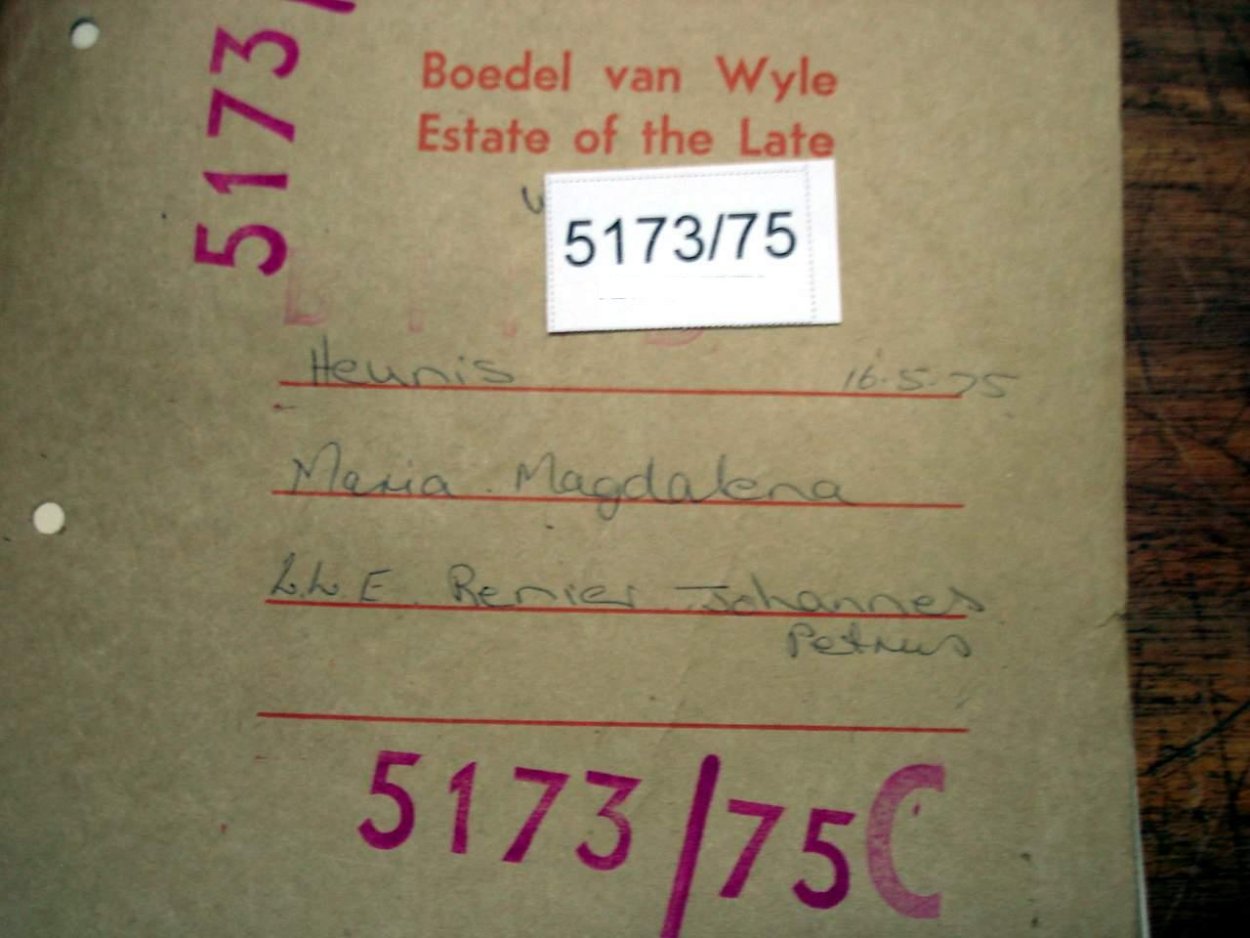 5173/
Boedel van Wyle
Estate of the Late
5173/75
Heunis 16-5-75
Maria Magdalena
L.L.E. Renier Johannes
Petrus
5173/75C